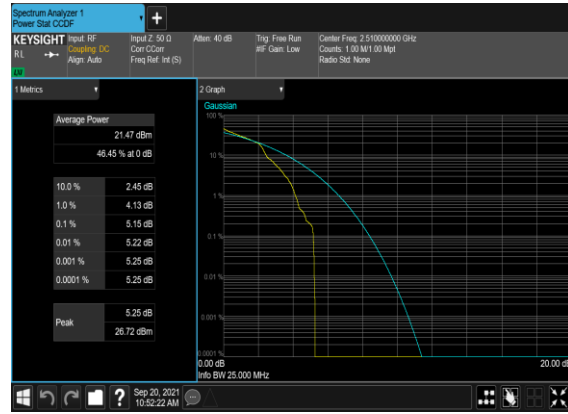 Spectrum Analyzer 1
Power Stat CCDF
KEYSIGHT
RL
LW
Input: RF
Coupling: DC
Align: Auto
Input Z: 50 Ω
Corr CCorr
Freq Ref: Int (S)
Atten: 40 dB
Trig: Free Run
#IF Gain: Low
Center Freq: 2.510000000 GHz
Counts: 1.00 M/1.00 Mpt
Radio Std: None
1 Metrics
Average Power
21.47 dBm
46.45 % at 0 dB
10.0 % 2.45 dB
1.0 % 4.13 dB
0.1 % 5.15 dB
0.01 % 5.22 dB
0.001 % 5.25 dB
0.0001 % 5.25 dB
Peak
5.25 dB
26.72 dBm
2 Graph
Gaussian
100 %
10 %
1 %
0.1 %
0.01 %
0.001 %
0.0001 %
0.00 dB
20.00 dB
Info BW 25.000 MHz
?
Sep 20, 2021
10:52:22 AM